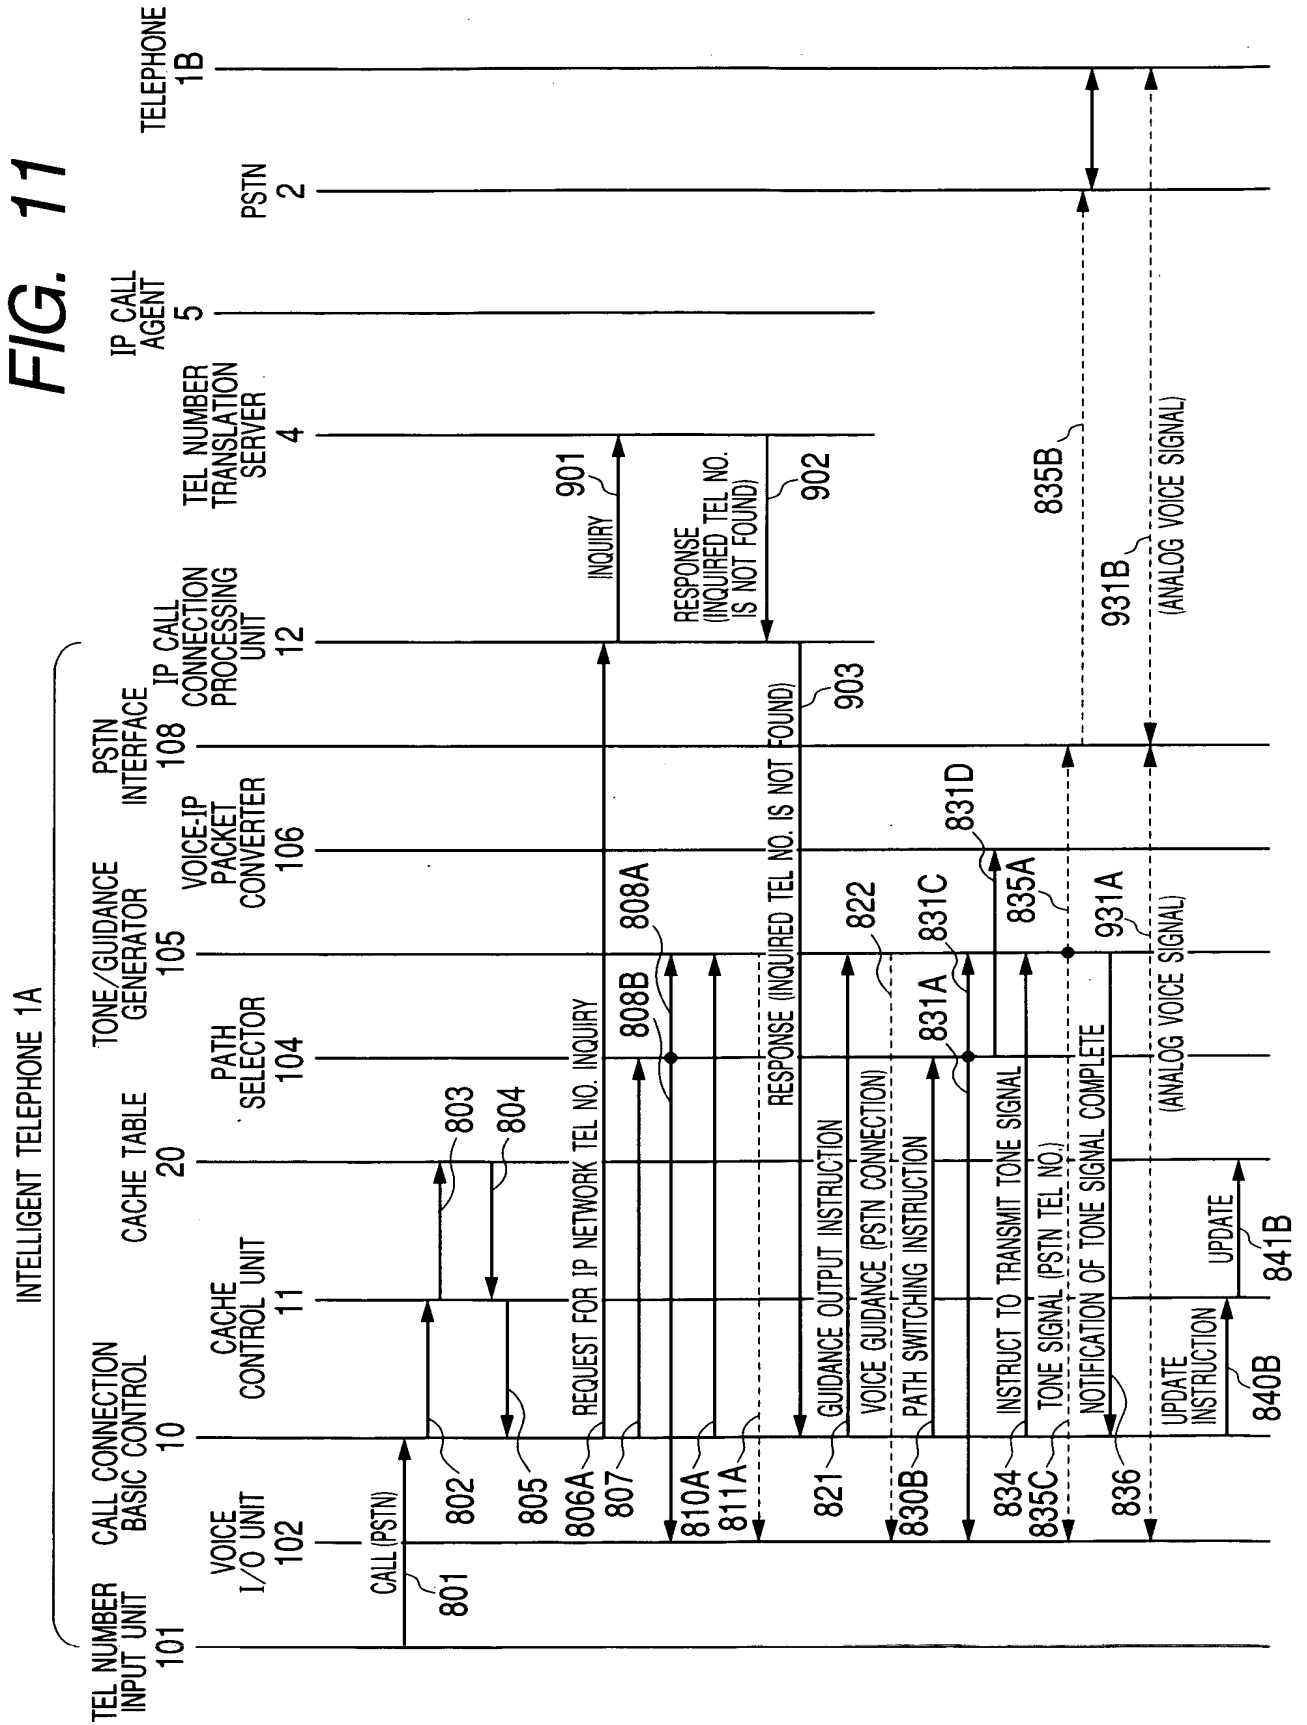 FIG. 11
INTELLIGENT TELEPHONE 1A
TEL NUMBER
INPUT UNIT
101
VOICE
I/O UNIT
102
CALL CONNECTION
BASIC CONTROL
10
CACHE
CONTROL UNIT
11
CACHE TABLE
20
PATH
SELECTOR
104
TONE/GUIDANCE
GENERATOR
105
VOICE-IP
PACKET
CONVERTER
106
PSTN
INTERFACE
108
IP CALL
CONNECTION
PROCESSING
UNIT
12
TEL NUMBER
TRANSLATION
SERVER
4
IP CALL
AGENT
5
PSTN
2
TELEPHONE
1B
CALL (PSTN)
801
802
803
804
805
REQUEST FOR IP NETWORK TEL NO. INQUIRY
806A
INQUIRY
901
807
808B
808A
810A
811A
RESPONSE
(INQUIRED TEL NO.
IS NOT FOUND)
902
RESPONSE (INQUIRED TEL NO. IS NOT FOUND)
903
GUIDANCE OUTPUT INSTRUCTION
821
VOICE GUIDANCE (PSTN CONNECTION)
822
PATH SWITCHING INSTRUCTION
830B
831A
831C
831D
INSTRUCT TO TRANSMIT TONE SIGNAL
834
TONE SIGNAL (PSTN TEL NO.)
835C
835A
835B
NOTIFICATION OF TONE SIGNAL COMPLETE
836
931A
(ANALOG VOICE SIGNAL)
931B
(ANALOG VOICE SIGNAL)
UPDATE
INSTRUCTION
840B
UPDATE
841B